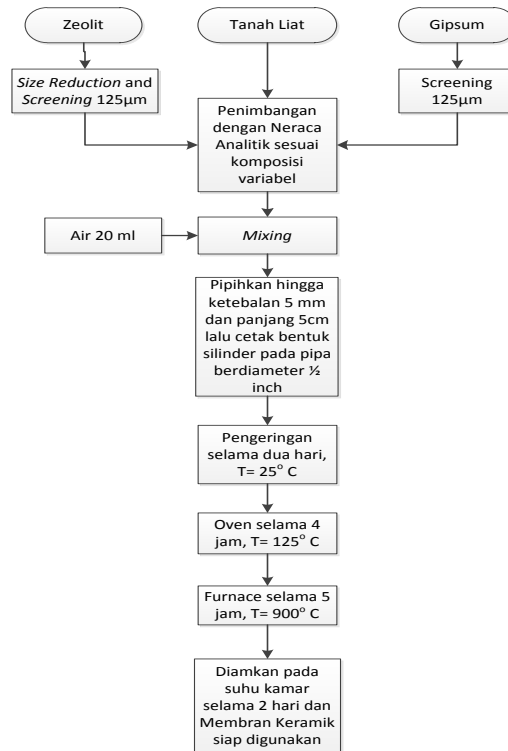 Zeolit
Tanah Liat
Gipsum
Size Reduction and
Screening 125µm
Screening
125µm
Penimbangan
dengan Neraca
Analitik sesuai
komposisi
variabel
Air 20 ml
Mixing
Pipihkan hingga
ketebalan 5 mm
dan panjang 5cm
lalu cetak bentuk
silinder pada pipa
berdiameter ½
inch
Pengeringan
selama dua hari,
T= 25° C
Oven selama 4
jam, T= 125° C
Furnace selama 5
jam, T= 900° C
Diamkan pada
suhu kamar
selama 2 hari dan
Membran Keramik
siap digunakan